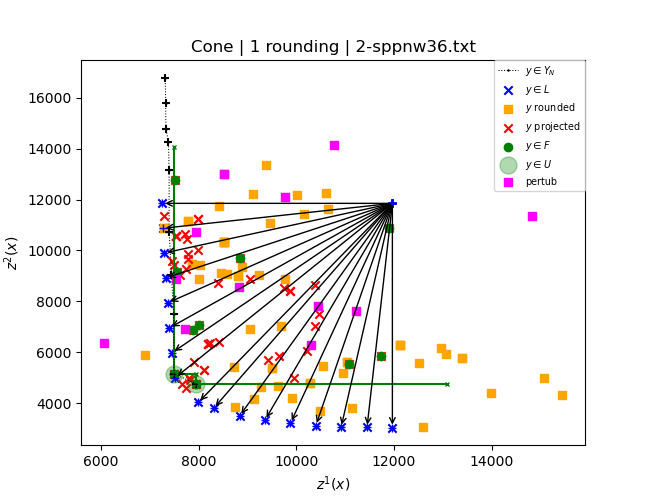 Cone | 1 rounding | 2-sppnw36.txt
z²(x)
16000
14000
12000
10000
8000
6000
4000
6000 8000 10000 12000 14000
z¹(x)
y ∈ Y_N
y ∈ L
y rounded
y projected
y ∈ F
y ∈ U
pertub